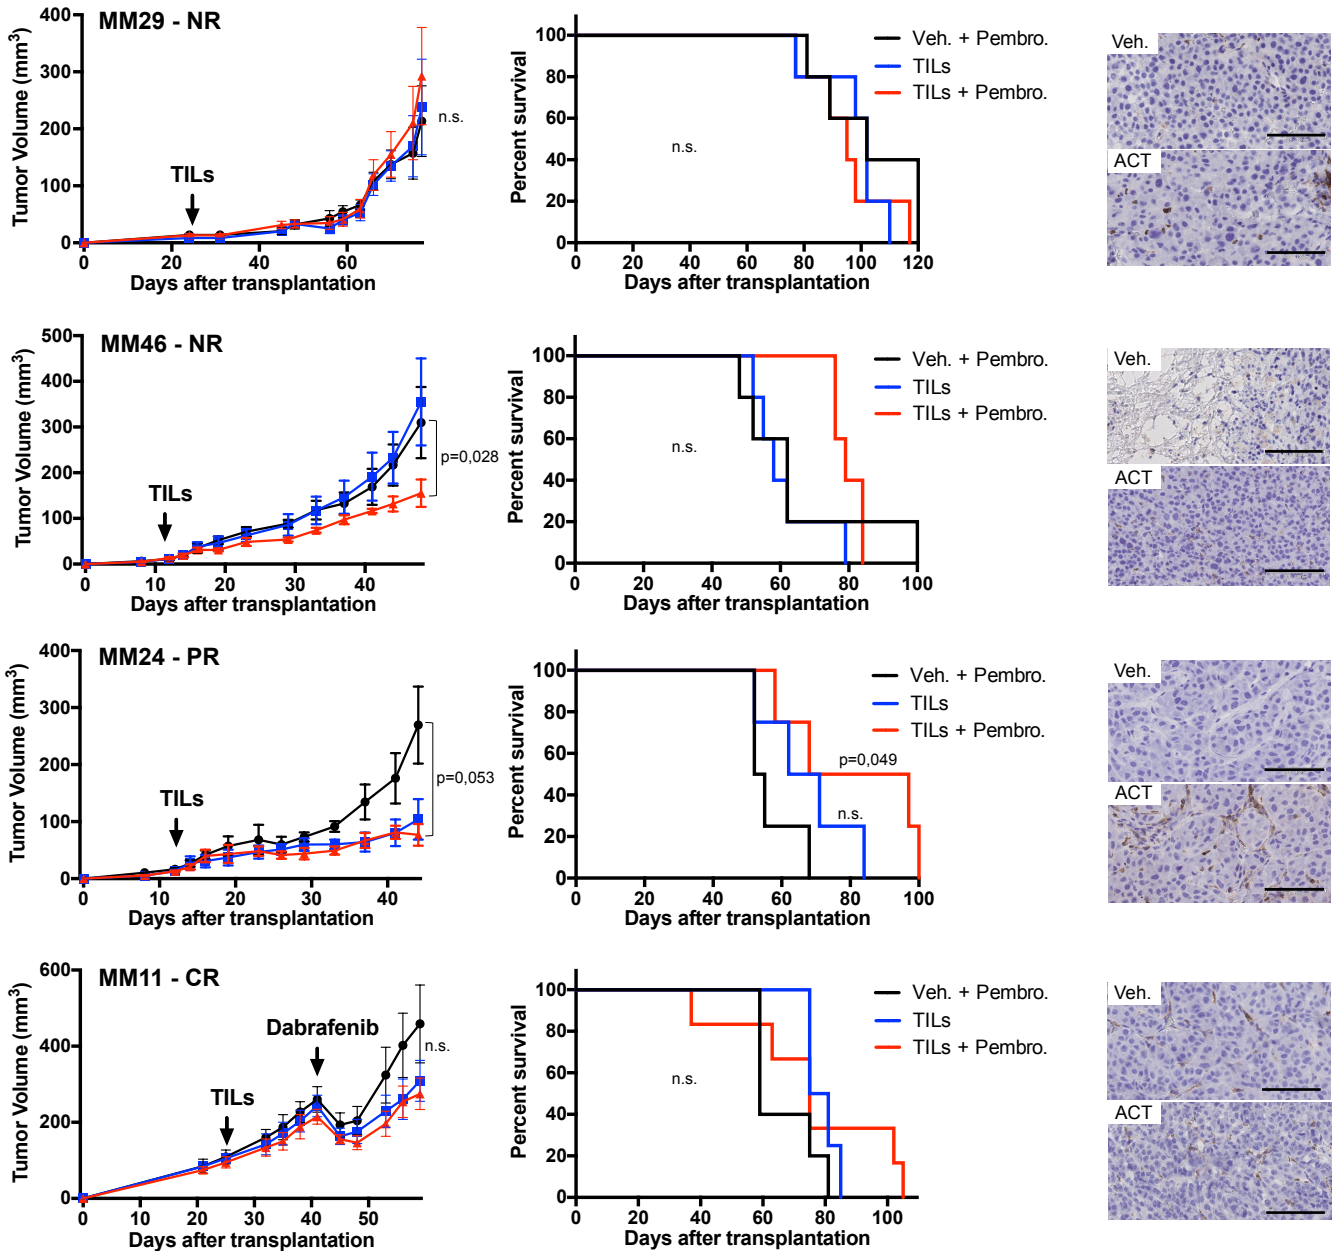 MM29 - NR
Tumor Volume (mm³)
400
300
200
100
0
TILs
n.s.
0 20 40 60
Days after transplantation
Percent survival
100
80
60
40
20
0
n.s.
Veh. + Pembro.
TILs
TILs + Pembro.
0 20 40 60 80 100 120
Days after transplantation
Veh.
ACT
MM46 - NR
Tumor Volume (mm³)
500
400
300
200
100
0
TILs
p=0,028
0 10 20 30 40
Days after transplantation
Percent survival
100
80
60
40
20
0
n.s.
Veh. + Pembro.
TILs
TILs + Pembro.
0 20 40 60 80 100
Days after transplantation
Veh.
ACT
MM24 - PR
Tumor Volume (mm³)
400
300
200
100
0
TILs
p=0,053
0 10 20 30 40
Days after transplantation
Percent survival
100
80
60
40
20
0
Veh. + Pembro.
TILs
TILs + Pembro.
p=0,049
n.s.
0 20 40 60 80 100
Days after transplantation
Veh.
ACT
MM11 - CR
Tumor Volume (mm³)
600
400
200
0
TILs
Dabrafenib
n.s.
0 10 20 30 40 50
Days after transplantation
Percent survival
100
80
60
40
20
0
n.s.
Veh. + Pembro.
TILs
TILs + Pembro.
0 20 40 60 80 100
Days after transplantation
Veh.
ACT